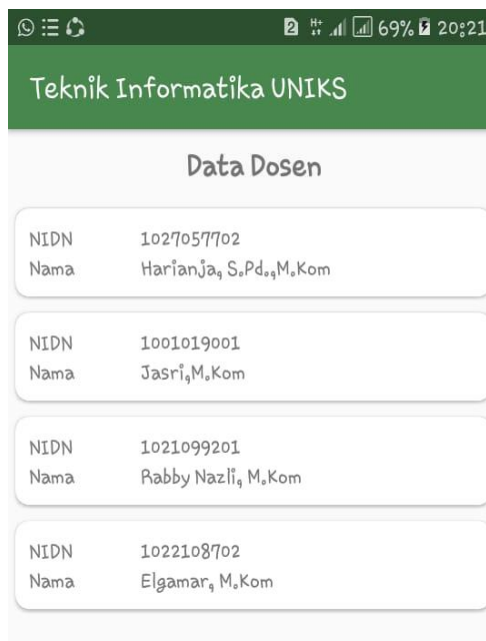 2 H+ 69% 20:21
Teknik Informatika UNIKS
Data Dosen
NIDN 1027057702
Nama Harianja, S.Pd.,M.Kom
NIDN 1001019001
Nama Jasri,M.Kom
NIDN 1021099201
Nama Rabby Nazli, M.Kom
NIDN 1022108702
Nama Elgamar, M.Kom